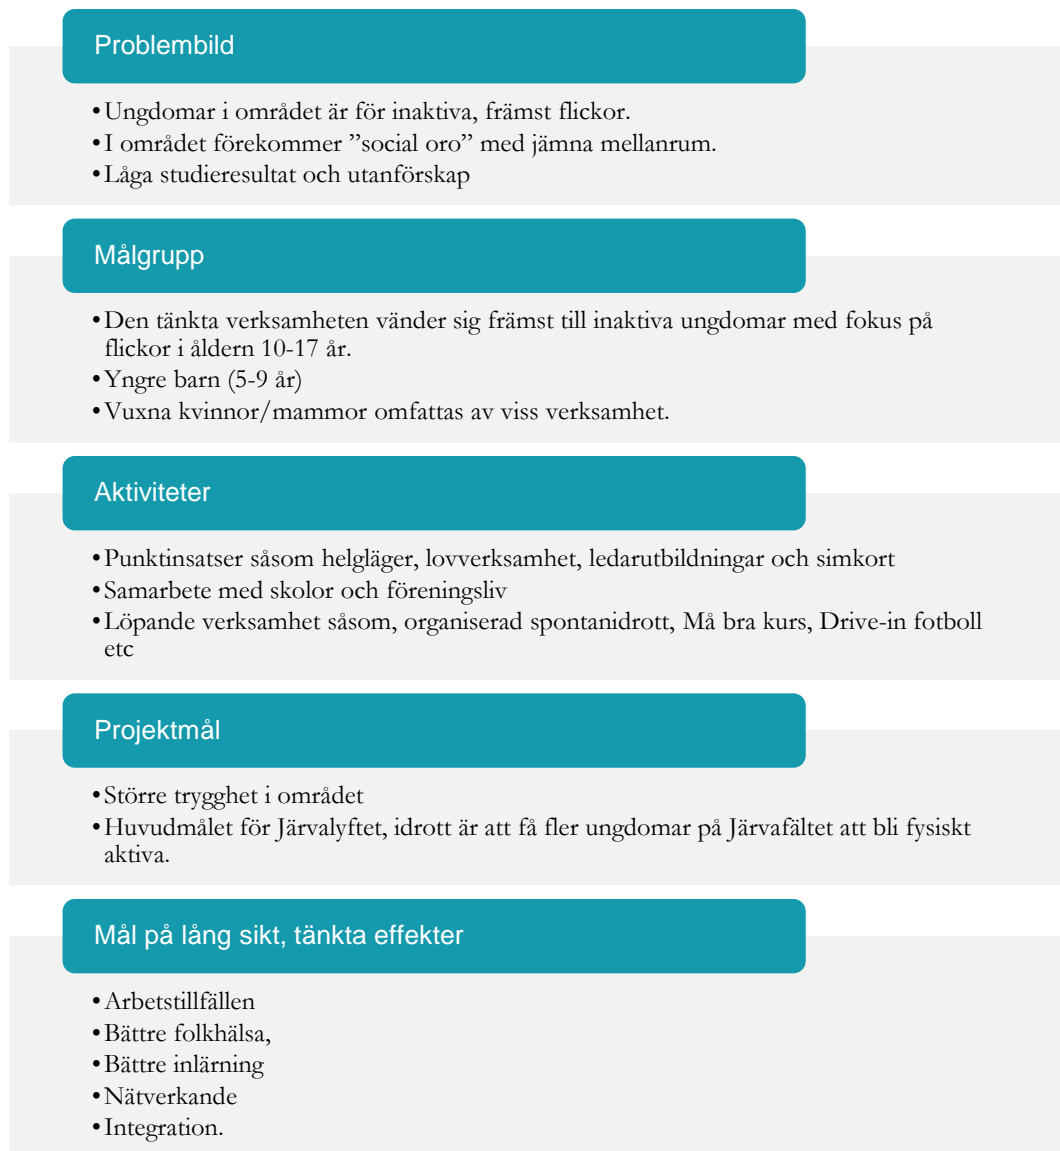 Problembild
•Ungdomar i området är för inaktiva, främst flickor.
•I området förekommer ”social oro” med jämna mellanrum.
•Låga studieresultat och utanförskap
Målgrupp
•Den tänkta verksamheten vänder sig främst till inaktiva ungdomar med fokus på
flickor i åldern 10-17 år.
•Yngre barn (5-9 år)
•Vuxna kvinnor/mammor omfattas av viss verksamhet.
Aktiviteter
•Punktinsatser såsom helgläger, lovverksamhet, ledarutbildningar och simkort
•Samarbete med skolor och föreningsliv
•Löpande verksamhet såsom, organiserad spontanidrott, Må bra kurs, Drive-in fotboll
etc
Projektmål
•Större trygghet i området
•Huvudmålet för Järvalyftet, idrott är att få fler ungdomar på Järvafältet att bli fysiskt
aktiva.
Mål på lång sikt, tänkta effekter
•Arbetstillfällen
•Bättre folkhälsa,
•Bättre inlärning
•Nätverkande
•Integration.